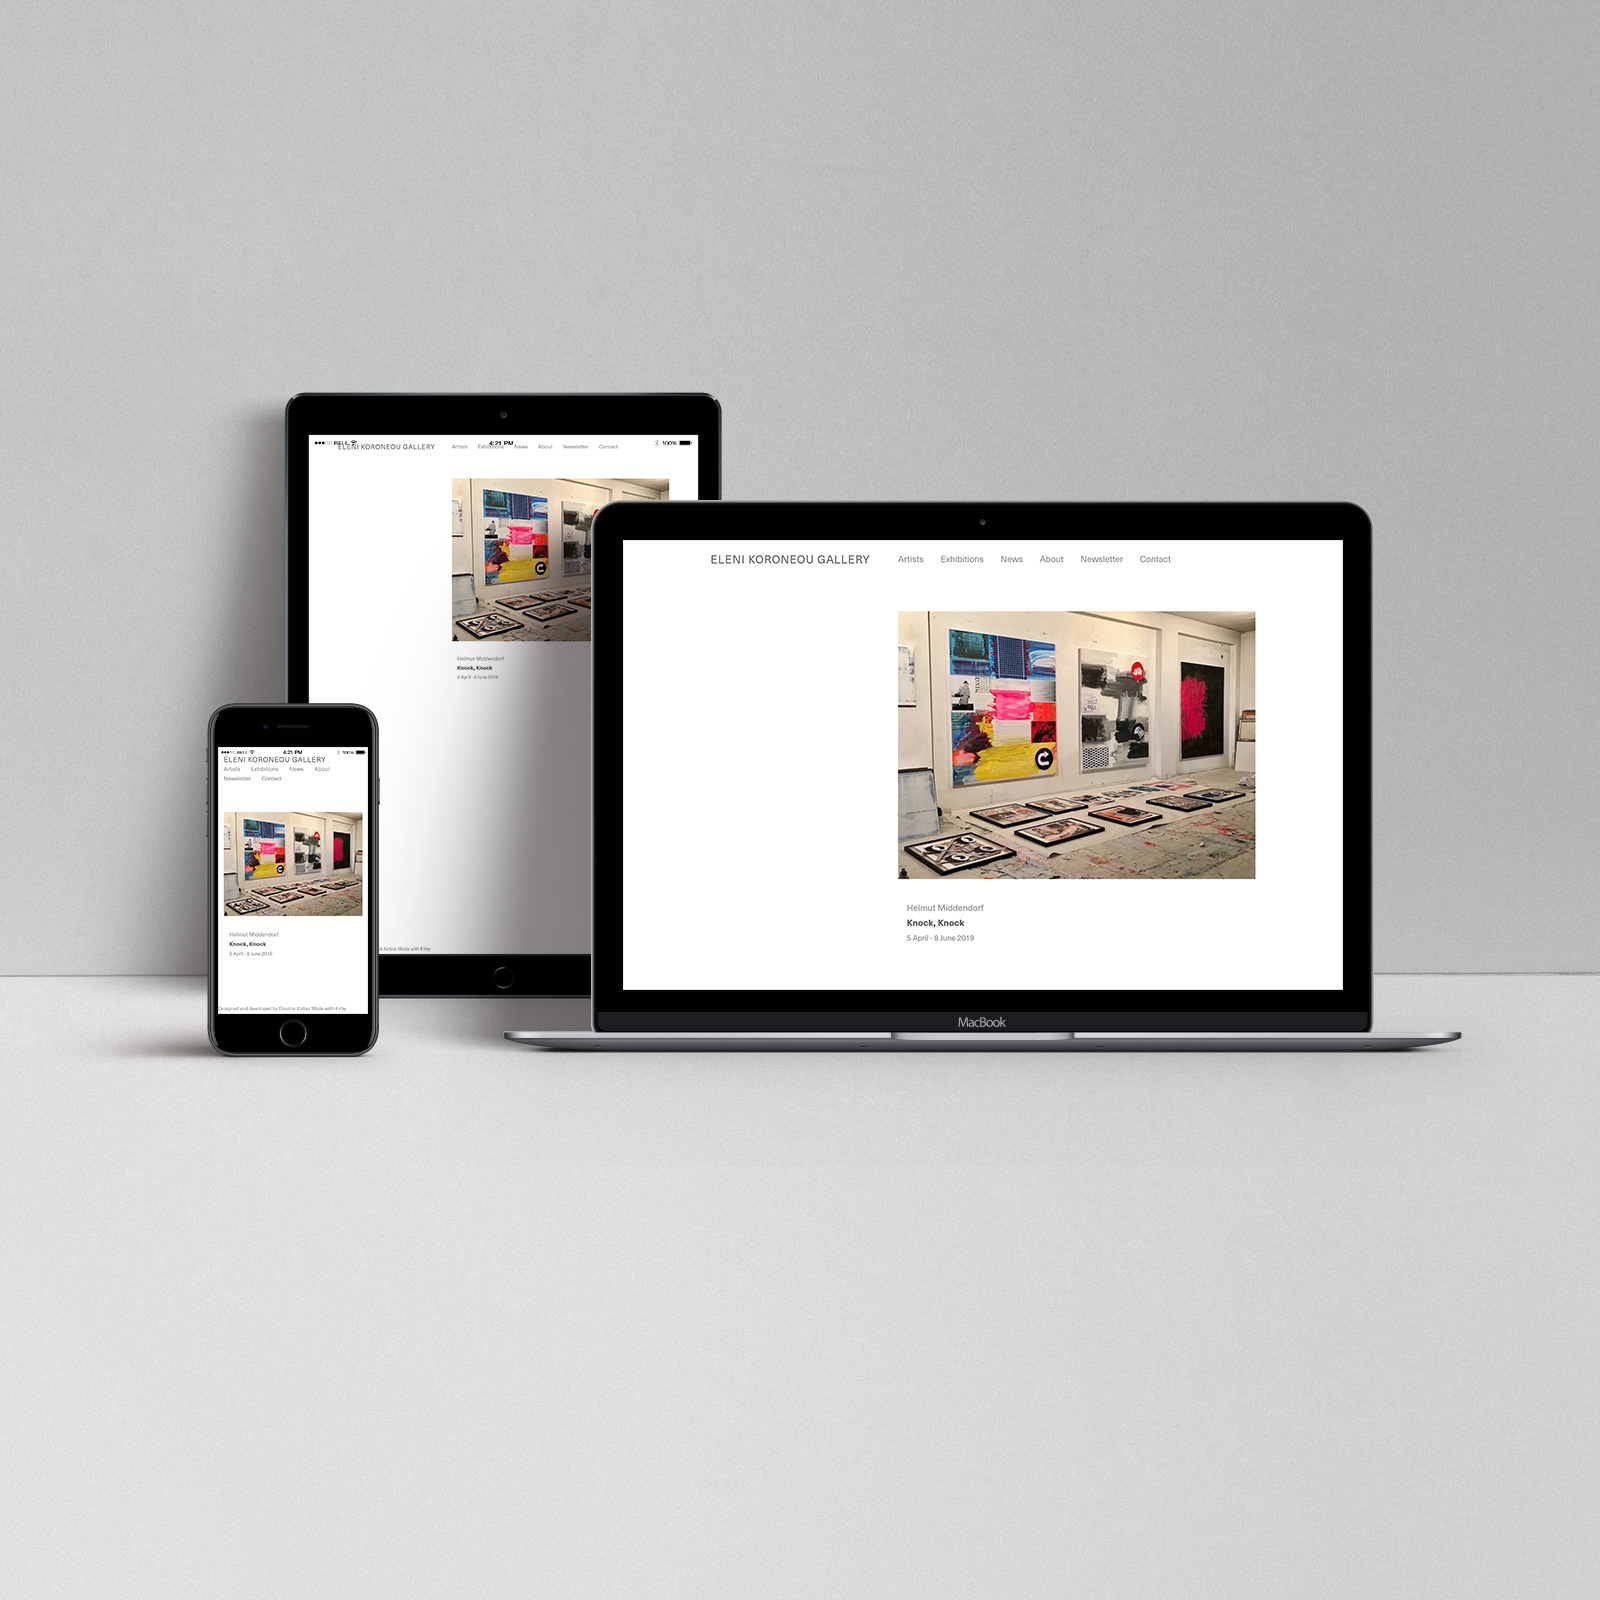 BELL 4:21 PM 100%
ELENI KORONEOU GALLERY Artists Exhibitions News About Newsletter Contact
Helmut Middendorf
Knock, Knock
5 April - 8 June 2019
Kottas Made with Kirby
BELL 4:21 PM 100%
ELENI KORONEOU GALLERY
Artists Exhibitions News About
Newsletter Contact
Helmut Middendorf
Knock, Knock
5 April - 8 June 2019
Designed and developed by Dimitris Kottas Made with Kirby
ELENI KORONEOU GALLERY Artists Exhibitions News About Newsletter Contact
Helmut Middendorf
Knock, Knock
5 April - 8 June 2019
MacBook